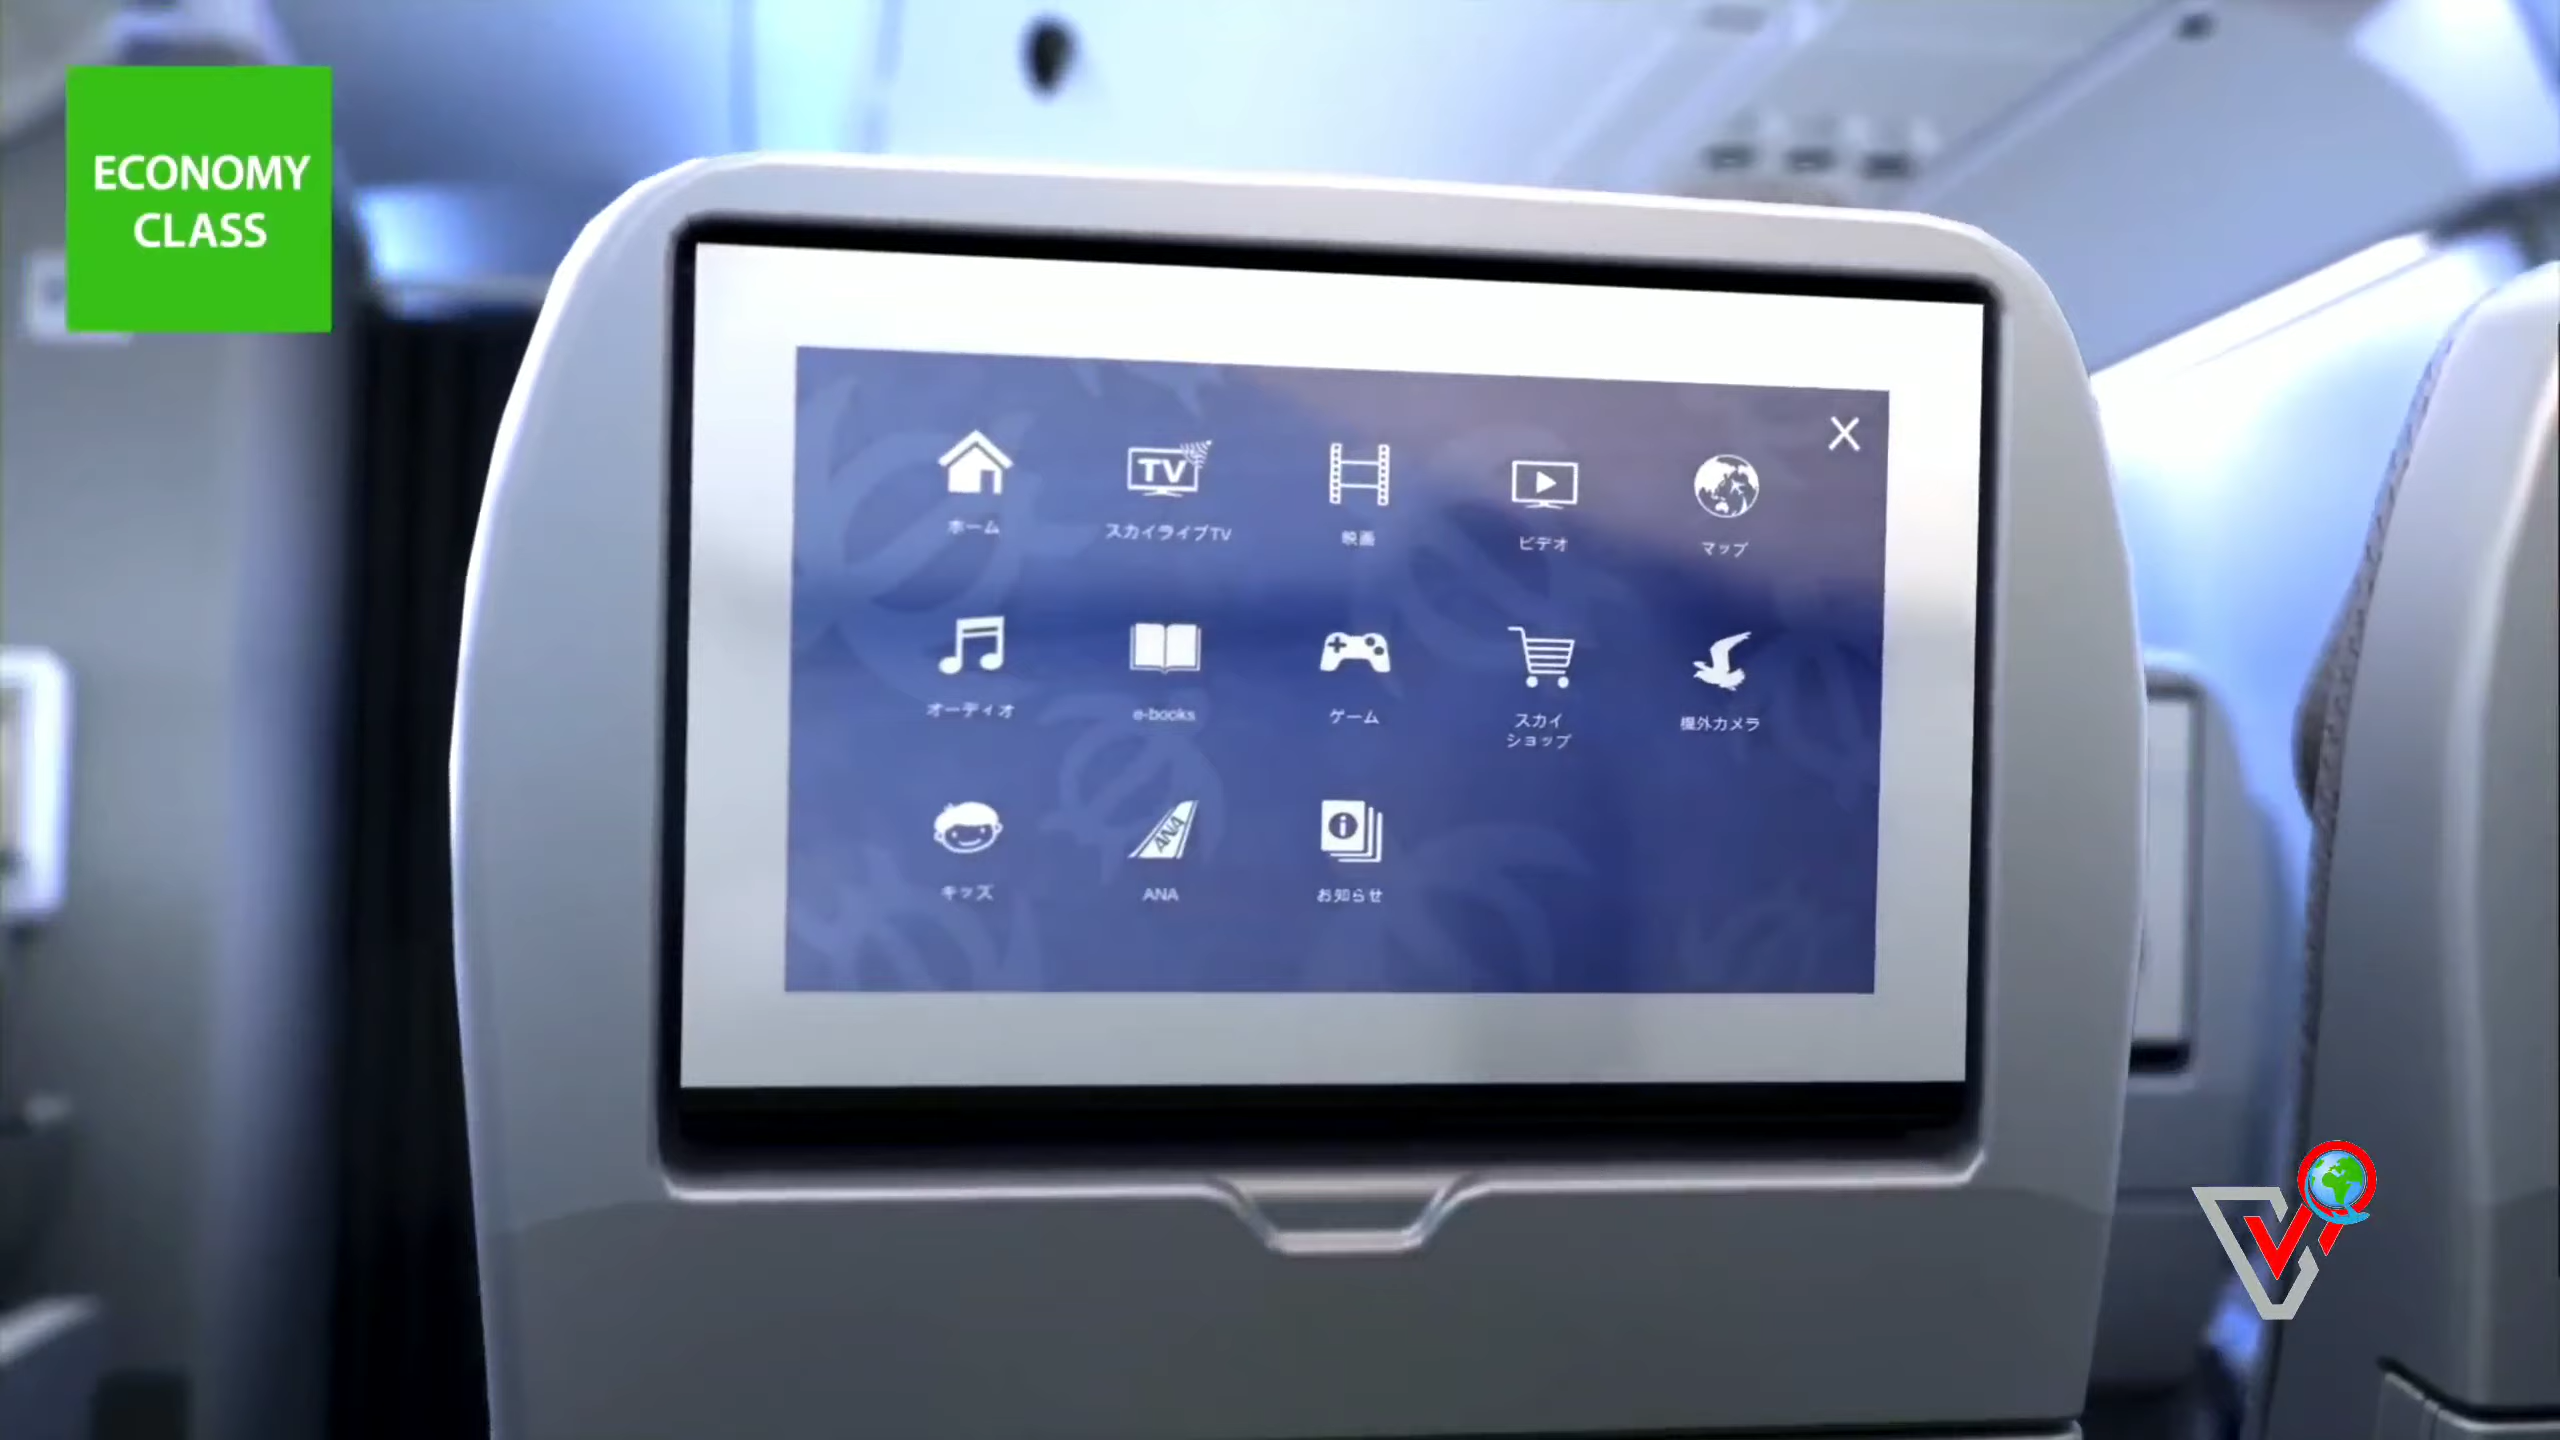 ECONOMY
CLASS
ホーム
TV
スカイライブTV
映画
ビデオ
マップ
オーディオ
e-books
ゲーム
スカイ
ショップ
機外カメラ
キッズ
ANA
ANA
i
お知らせ